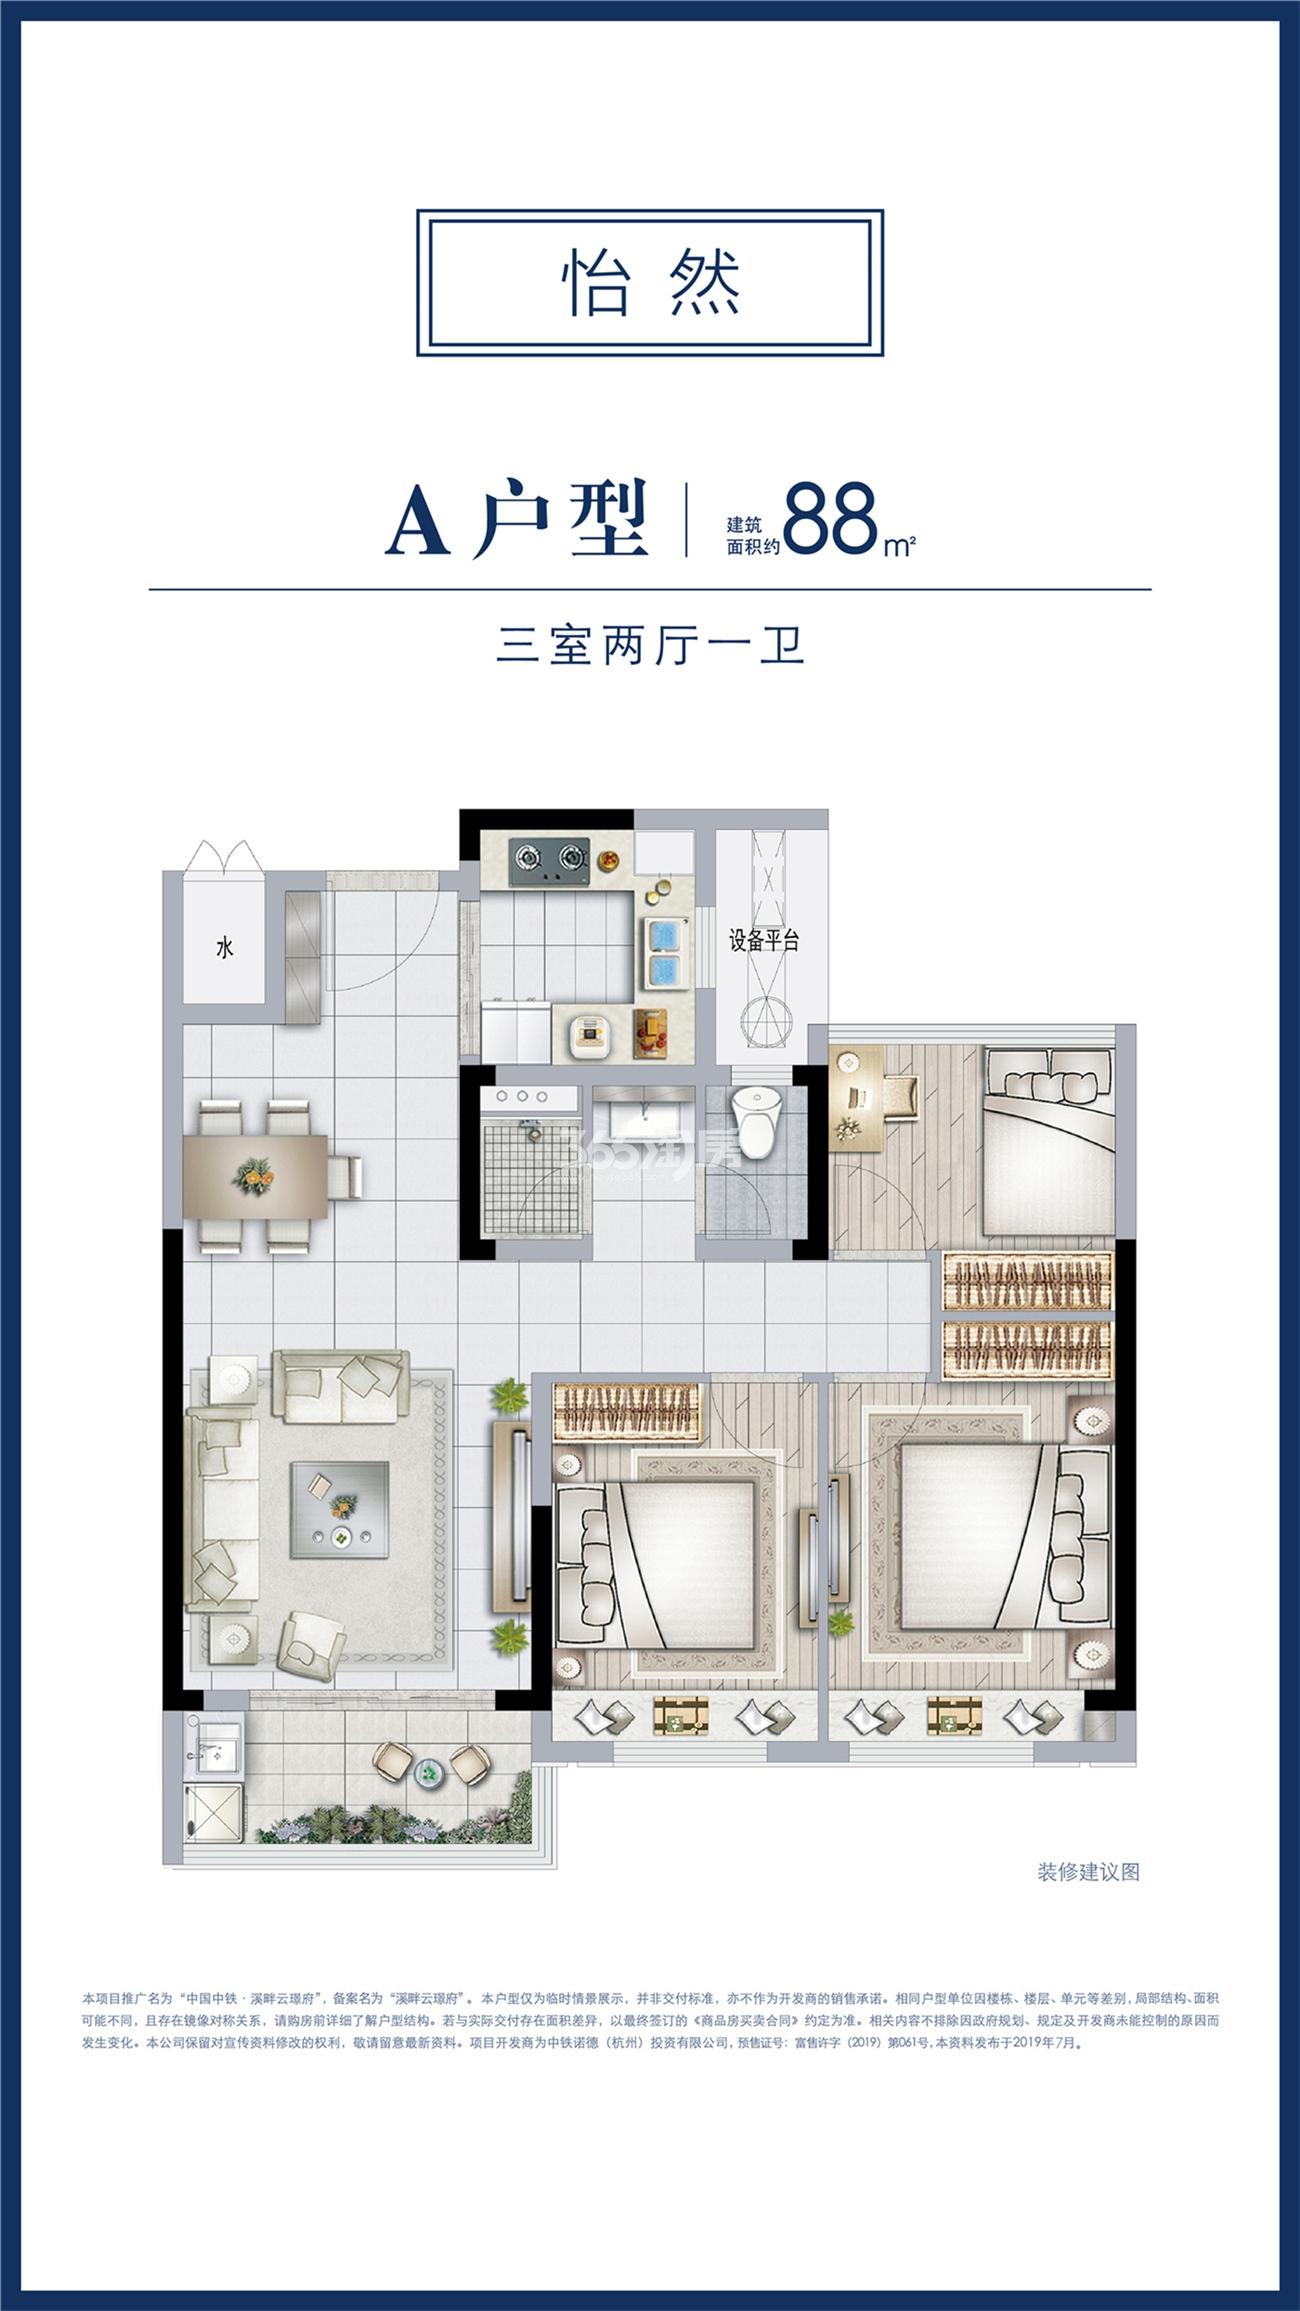 怡然
A户型
建筑
面积约88m²
三室两厅一卫
水
设备平台
365淘房
装修建议图
本项目推广名为“中国中铁·溪畔云璟府”，备案名为“溪畔云璟府”。本户型仅为临时情景展示，并非交付标准，亦不作为开发商的销售承诺。相同户型单位因楼栋、楼层、单元等差别，局部结构、面积
可能不同，且存在镜像对称关系，请购房前详细了解户型结构。若与实际交付存在面积差异，以最终签订的《商品房买卖合同》约定为准。相关内容不排除因政府规划、规定及开发商未能控制的原因而
发生变化。本公司保留对宣传资料修改的权利，敬请留意最新资料。项目开发商为中铁诺德（杭州）投资有限公司，预售证号：富售许字（2019）第061号，本资料发布于2019年7月。